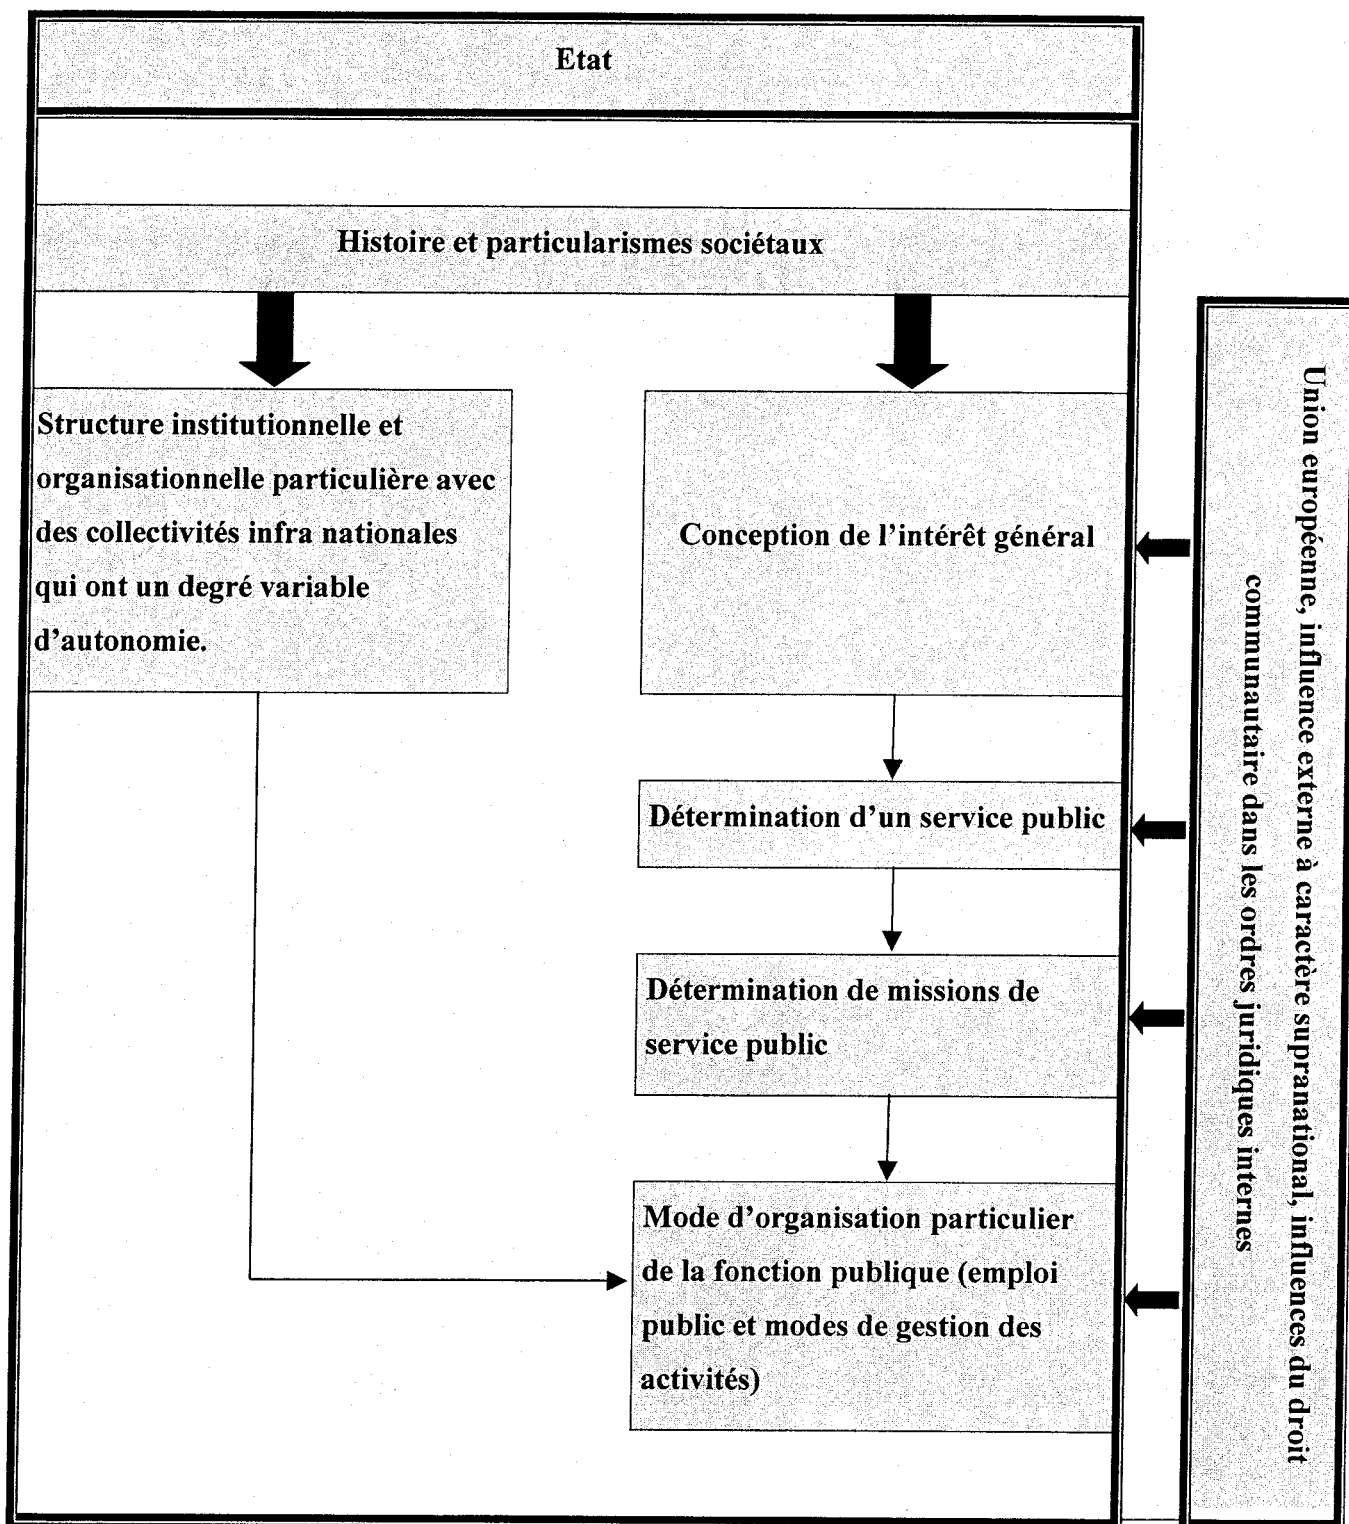 Etat
Histoire et particularismes sociétaux
Structure institutionnelle et
organisationnelle particulière avec
des collectivités infra nationales
qui ont un degré variable
d’autonomie.
Conception de l’intérêt général
Détermination d’un service public
Détermination de missions de
service public
Mode d’organisation particulier
de la fonction publique (emploi
public et modes de gestion des
activités)
Union européenne, influence externe à caractère supranational, influences du droit
communautaire dans les ordres juridiques internes